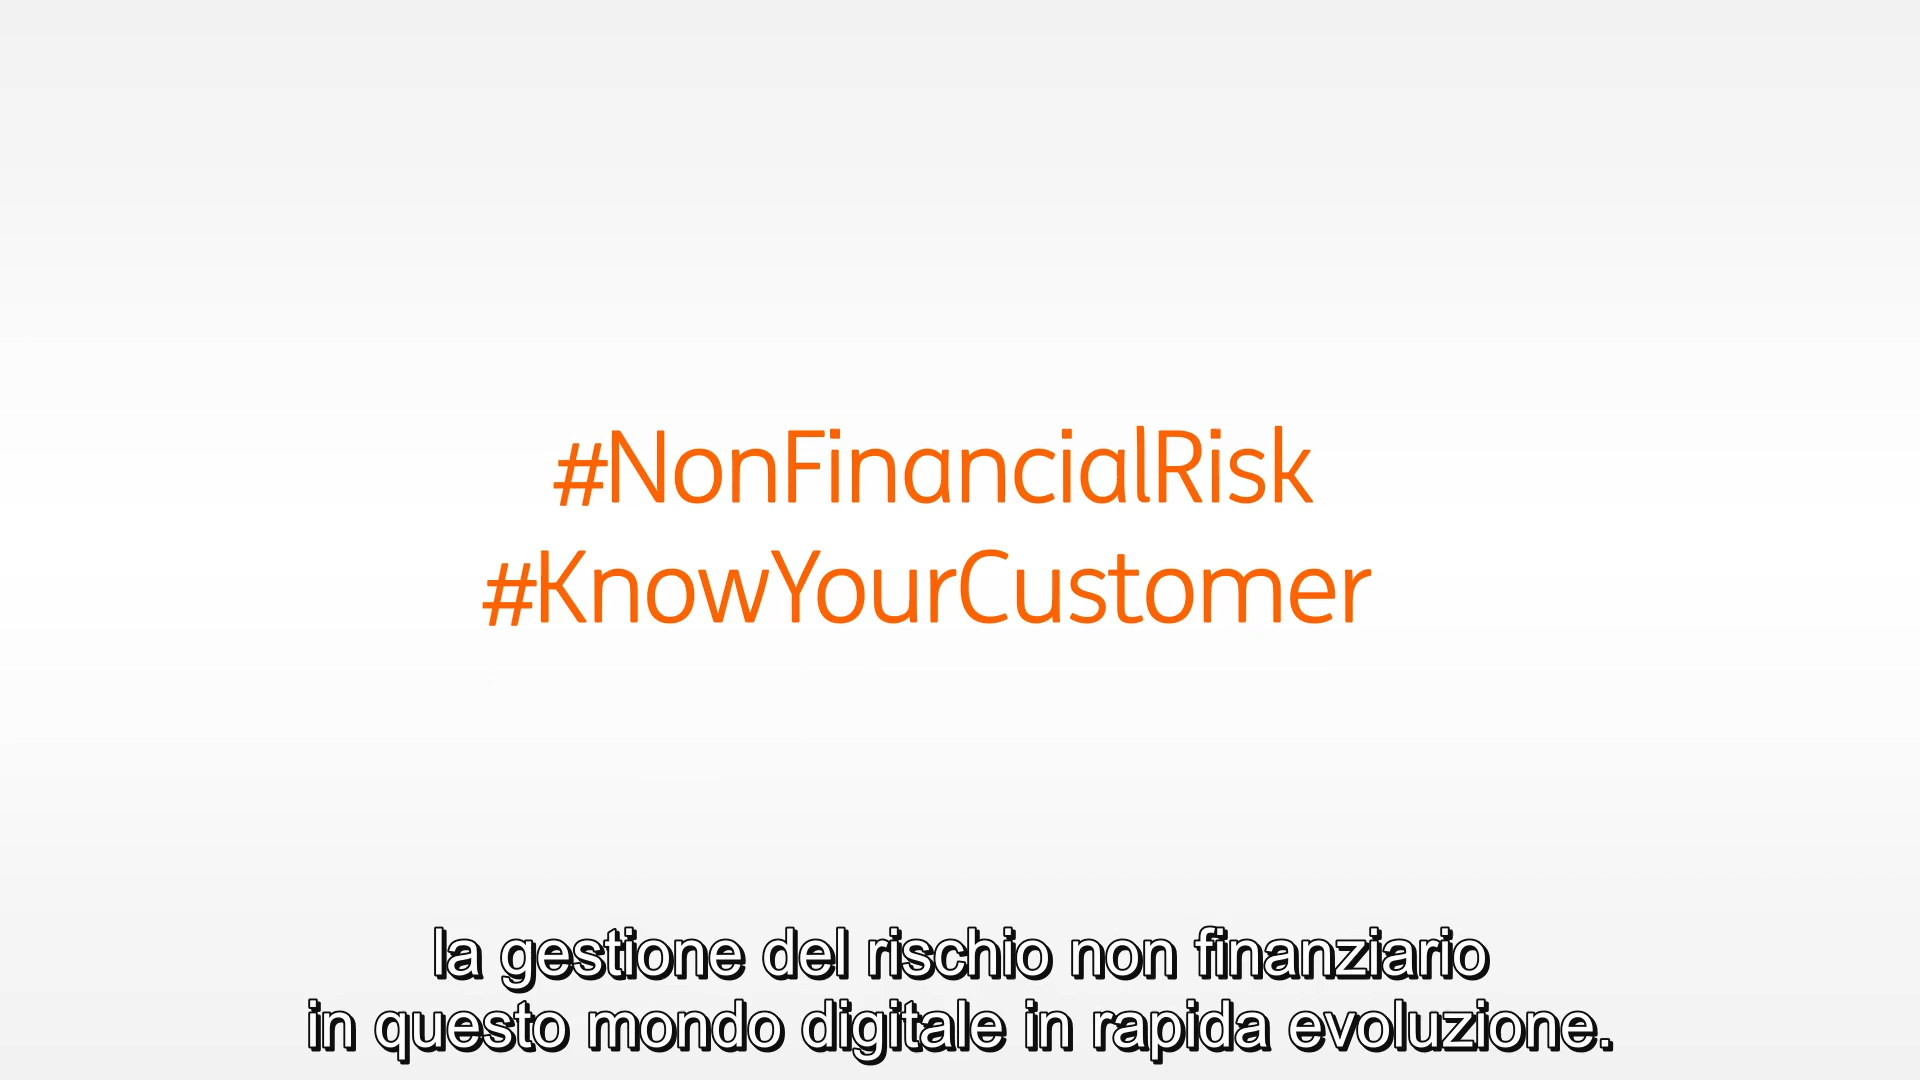 #NonFinancialRisk
#KnowYourCustomer
la gestione del rischio non finanziario
in questo mondo digitale in rapida evoluzione.